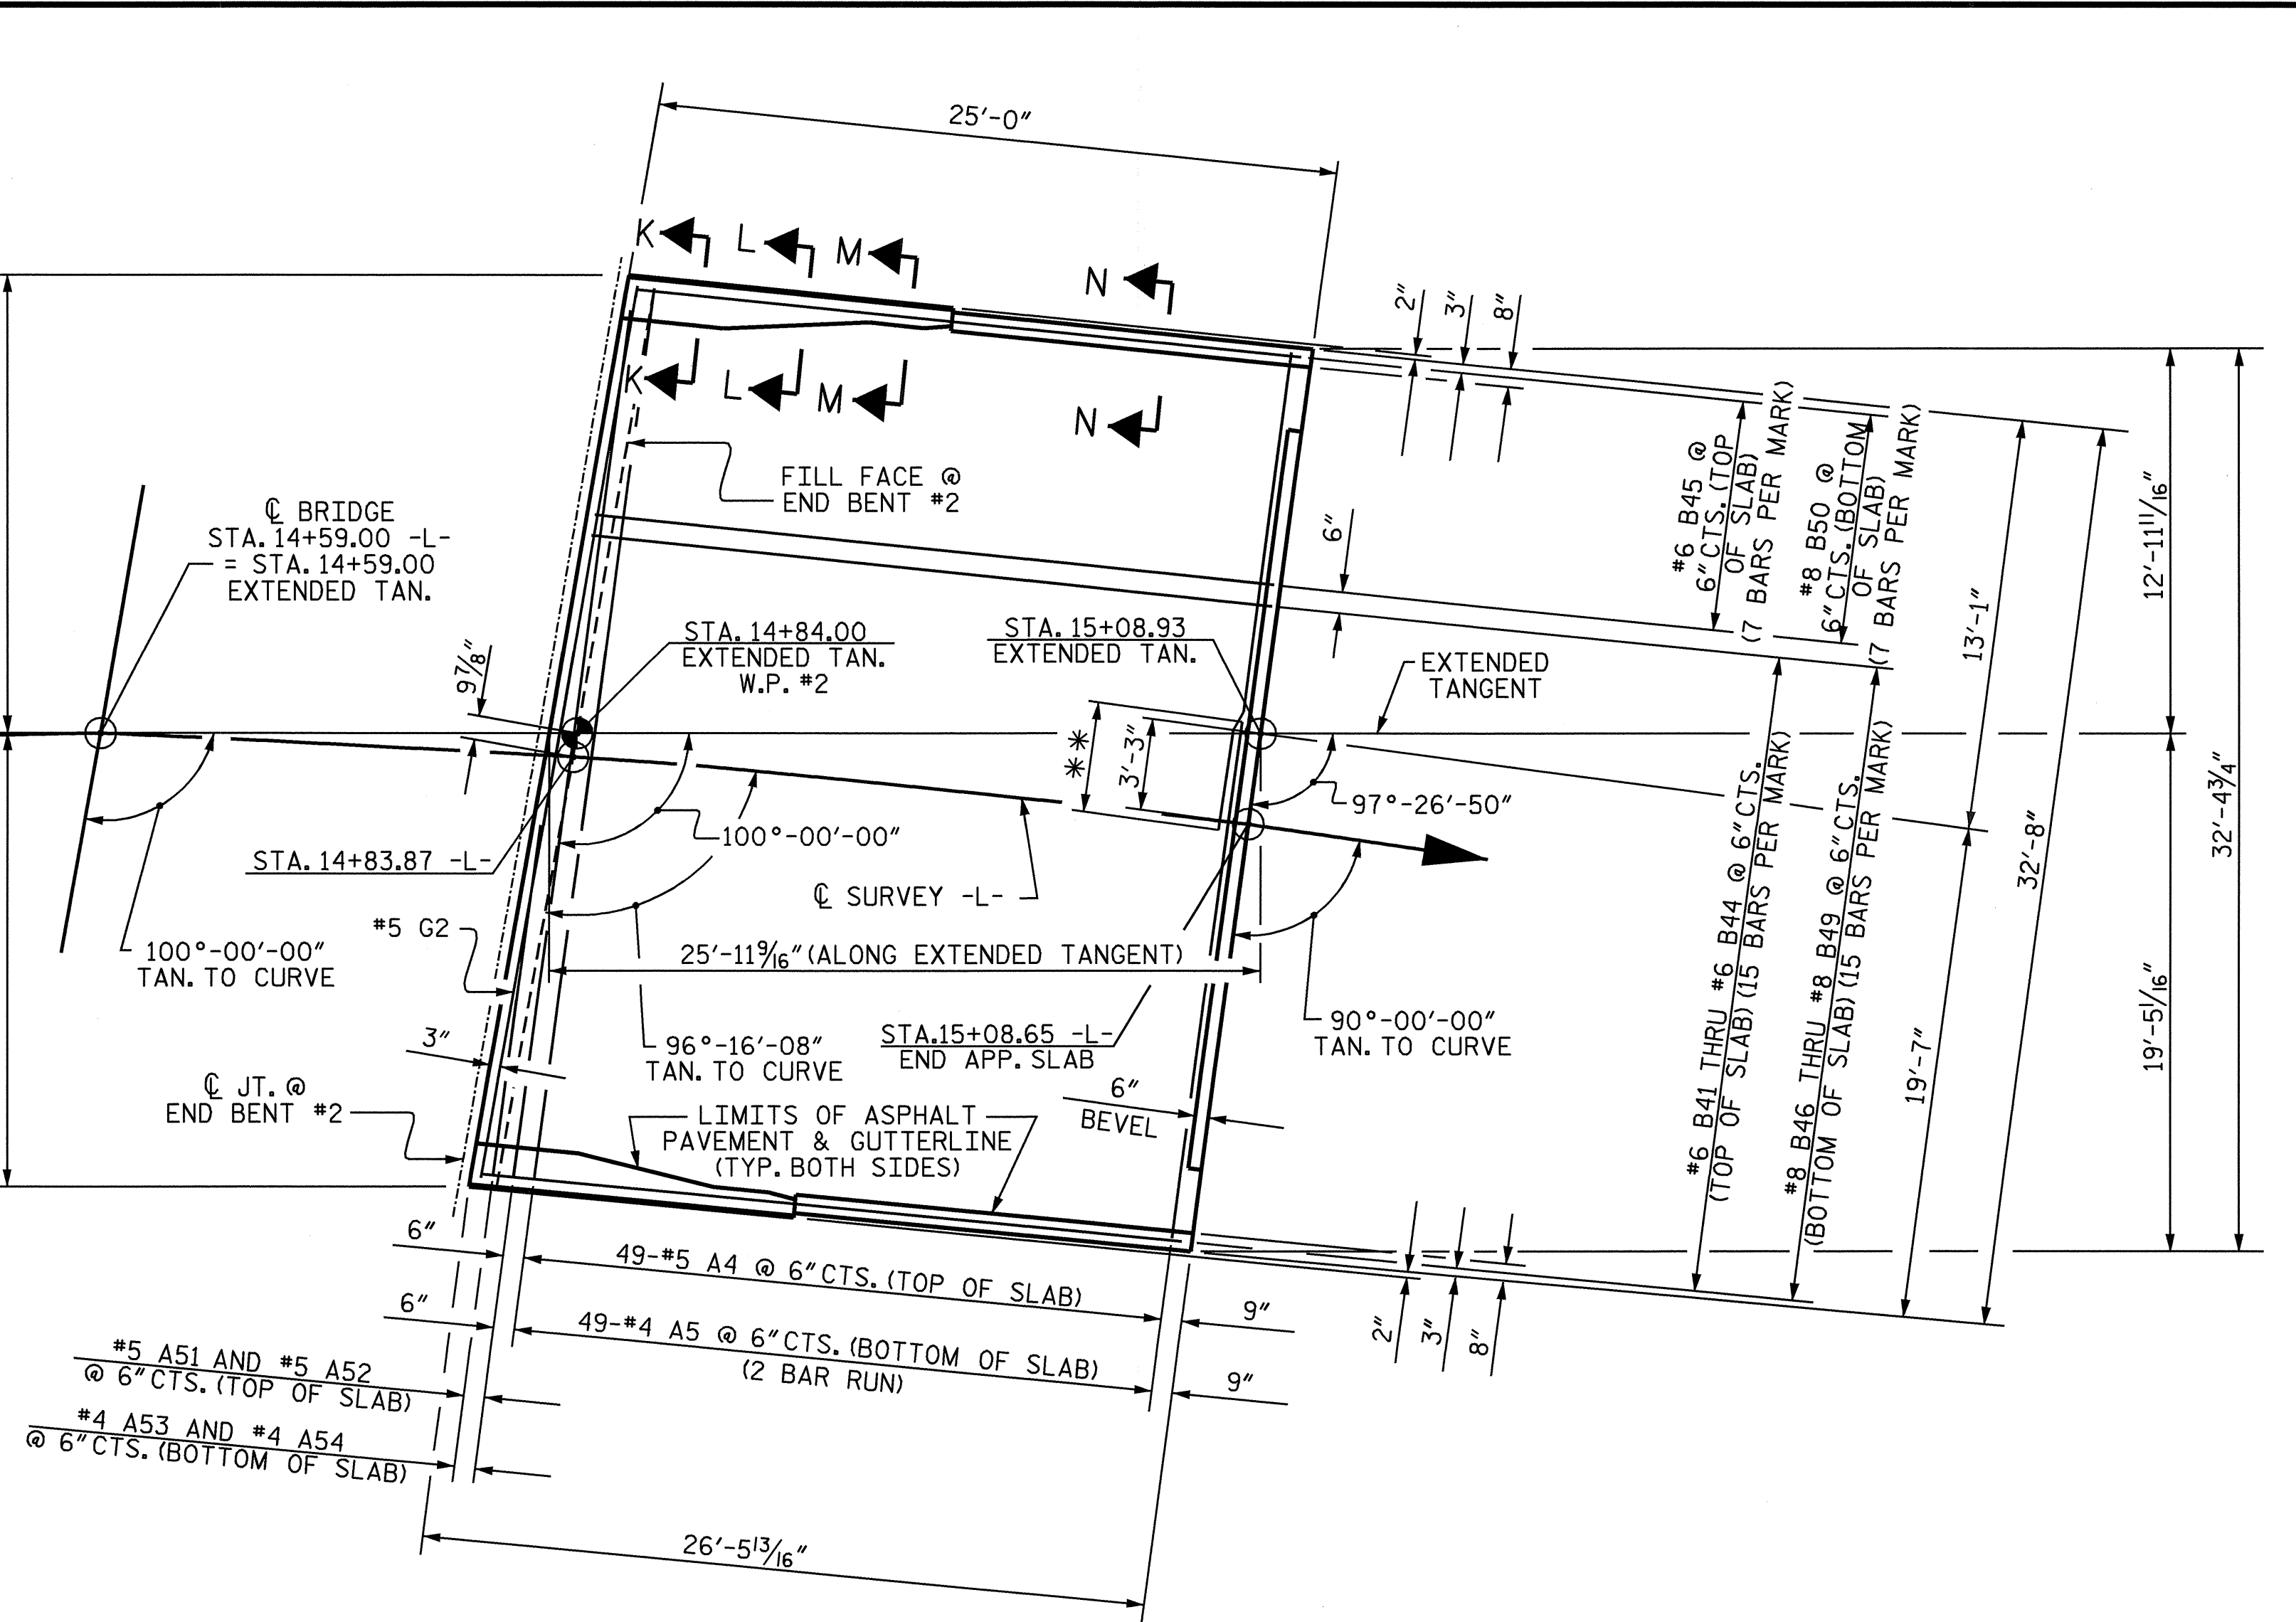 25'-0"
K L M N
2" 3" 8"
K L M N
FILL FACE @
END BENT #2
℄ BRIDGE
STA. 14+59.00 -L-
= STA. 14+59.00
EXTENDED TAN.
6"
#6 B45 @
6" CTS. (TOP
OF SLAB)
(7 BARS PER MARK)
#8 B50 @
6" CTS. (BOTTOM
OF SLAB)
(7 BARS PER MARK)
13'-1"
12'-11 11/16"
9 7/8"
STA. 14+84.00
EXTENDED TAN.
W.P. #2
STA. 15+08.93
EXTENDED TAN.
EXTENDED
TANGENT
**
3'-3"
97°-26'-50"
100°-00'-00"
STA. 14+83.87 -L-
℄ SURVEY -L-
32'-8"
32'-4 3/4"
#5 G2
100°-00'-00"
TAN. TO CURVE
25'-11 9/16" (ALONG EXTENDED TANGENT)
96°-16'-08"
TAN. TO CURVE
STA. 15+08.65 -L-
END APP. SLAB
90°-00'-00"
TAN. TO CURVE
#6 B41 THRU #6 B44 @ 6" CTS.
(TOP OF SLAB) (15 BARS PER MARK)
#8 B46 THRU #8 B49 @ 6" CTS.
(BOTTOM OF SLAB) (15 BARS PER MARK)
19'-7"
19'-5 1/16"
3"
℄ JT. @
END BENT #2
6"
BEVEL
LIMITS OF ASPHALT
PAVEMENT & GUTTERLINE
(TYP. BOTH SIDES)
6"
49-#5 A4 @ 6" CTS. (TOP OF SLAB)
9"
6"
49-#4 A5 @ 6" CTS. (BOTTOM OF SLAB)
(2 BAR RUN)
9"
2" 3" 8"
#5 A51 AND #5 A52
@ 6" CTS. (TOP OF SLAB)
#4 A53 AND #4 A54
@ 6" CTS. (BOTTOM OF SLAB)
26'-5 13/16"